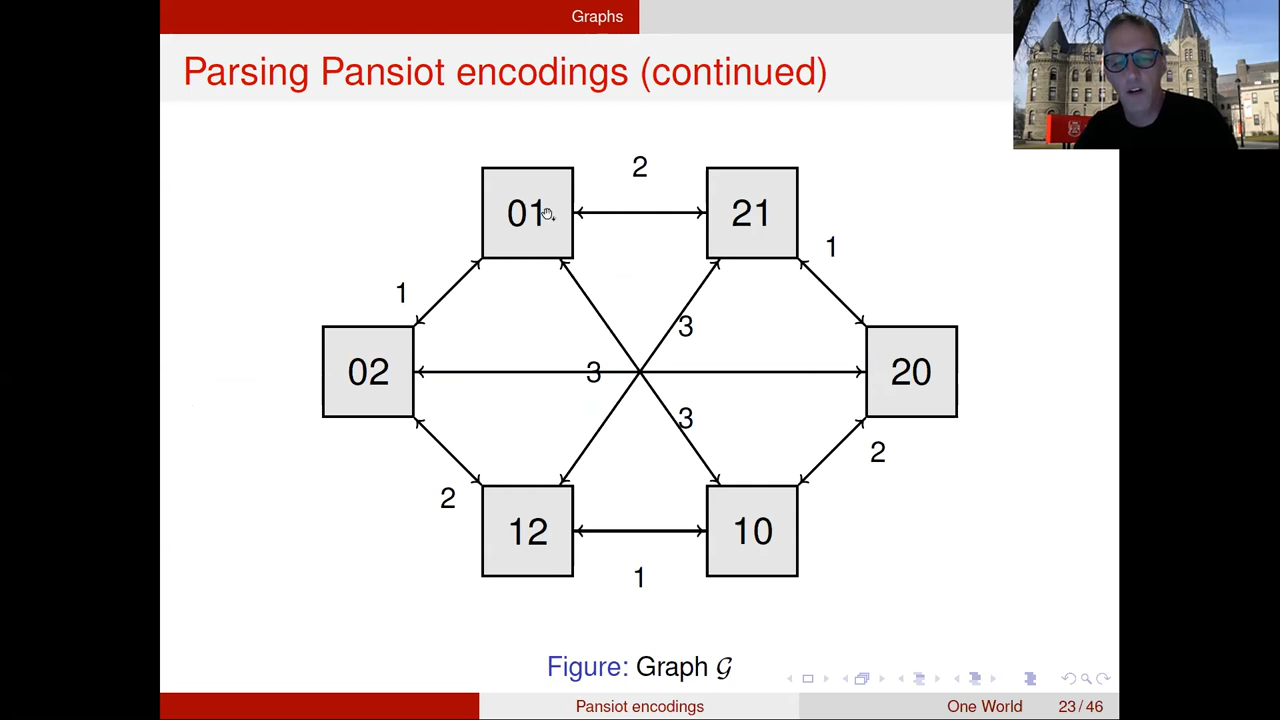 Graphs
Parsing Pansiot encodings (continued)
2
01
21
1
1
3
02
3
20
3
2
2
12
10
1
Figure: Graph 𝒢
Pansiot encodings
One World
23 / 46